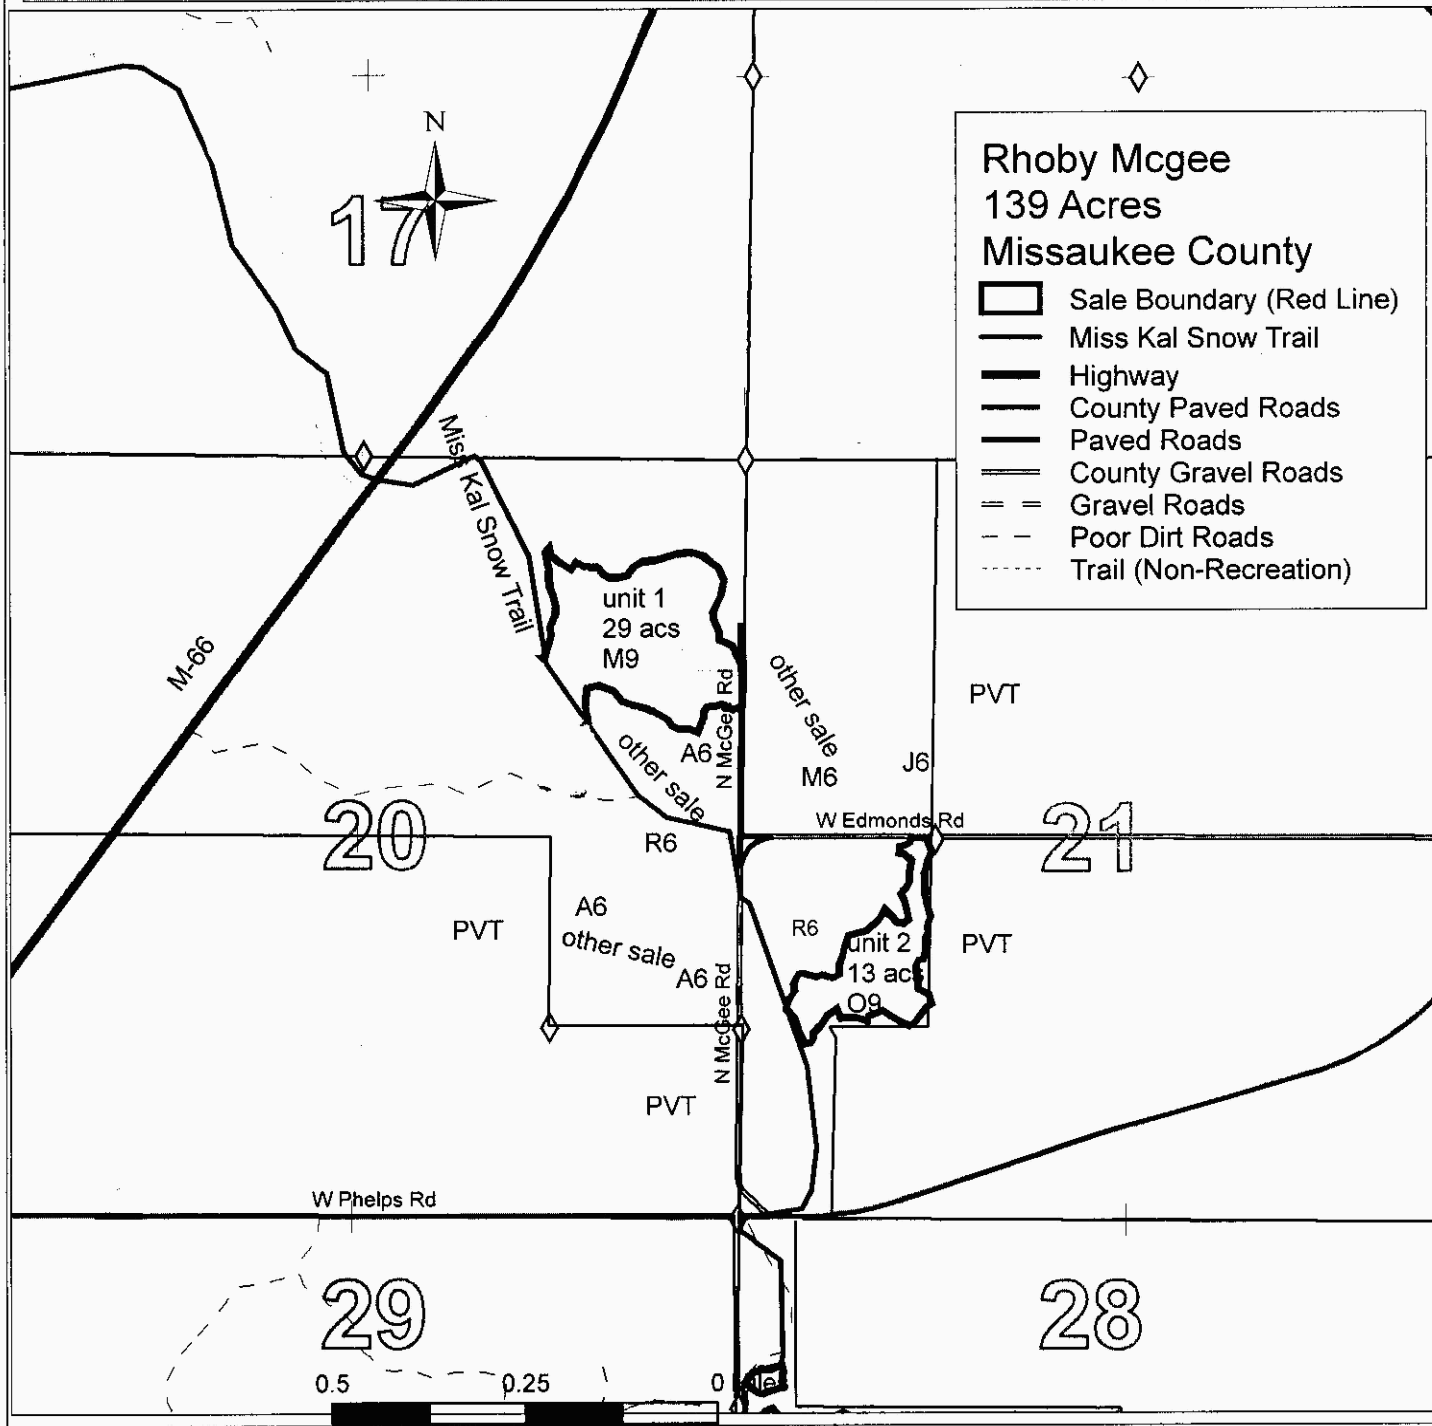 N
17
Rhoby Mcgee
139 Acres
Missaukee County
Sale Boundary (Red Line)
Miss Kal Snow Trail
Highway
County Paved Roads
Paved Roads
County Gravel Roads
Gravel Roads
Poor Dirt Roads
Trail (Non-Recreation)
Miss Kal Snow Trail
unit 1
29 acs
M9
M-66
N McGee Rd
other sale
PVT
A6
other sale
M6
J6
20
R6
W Edmonds Rd
21
PVT
A6
other sale
A6
R6
unit 2
13 acs
O9
PVT
N McGee Rd
PVT
W Phelps Rd
29
28
0.5
0.25
0